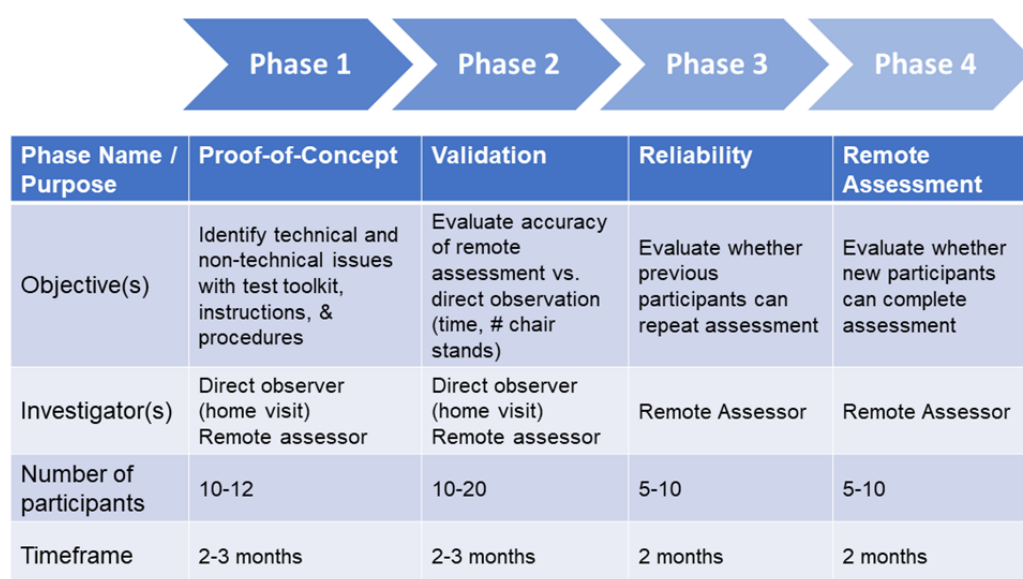 Phase 1
Phase 2
Phase 3
Phase 4
Phase Name /
Purpose
Proof-of-Concept
Validation
Reliability
Remote
Assessment
Objective(s)
Identify technical and
non-technical issues
with test toolkit,
instructions, &
procedures
Evaluate accuracy
of remote
assessment vs.
direct observation
(time, # chair
stands)
Evaluate whether
previous
participants can
repeat assessment
Evaluate whether
new participants
can complete
assessment
Investigator(s)
Direct observer
(home visit)
Remote assessor
Direct observer
(home visit)
Remote assessor
Remote Assessor
Remote Assessor
Number of
participants
10-12
10-20
5-10
5-10
Timeframe
2-3 months
2-3 months
2 months
2 months